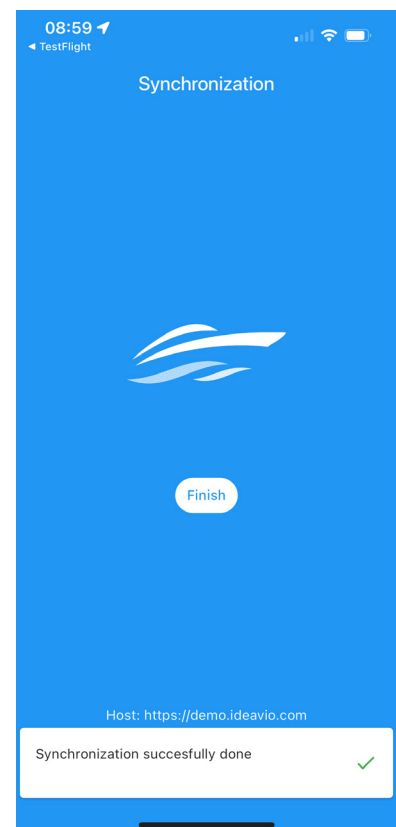 08:59
◀ TestFlight
Synchronization
Finish
Host: https://demo.ideavio.com
Synchronization succesfully done